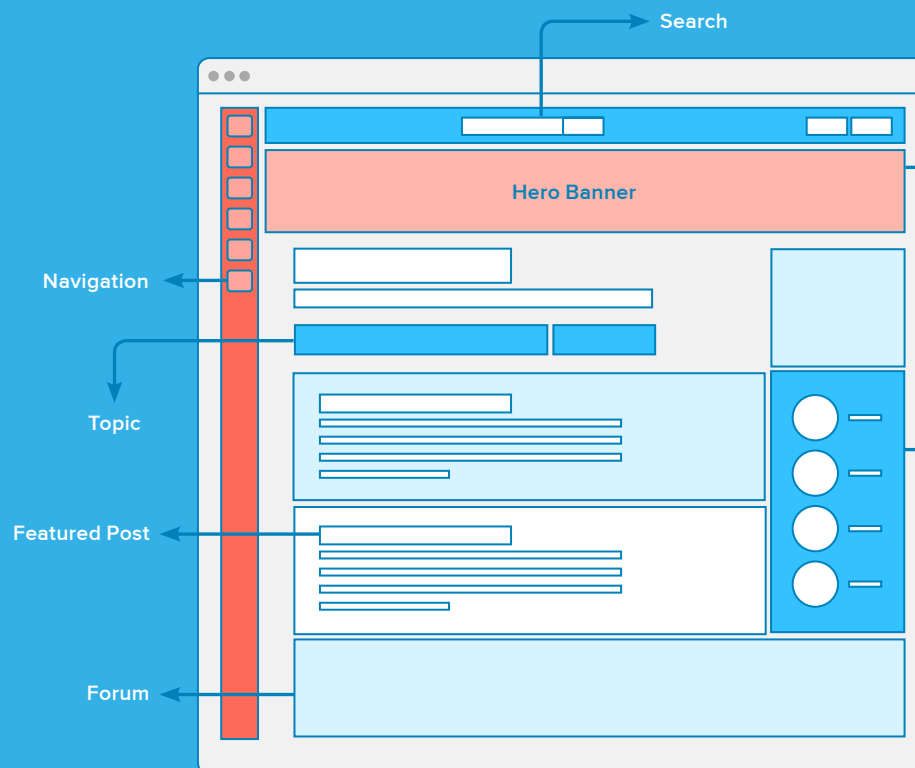 Search
Hero Banner
Navigation
Topic
Featured Post
Forum